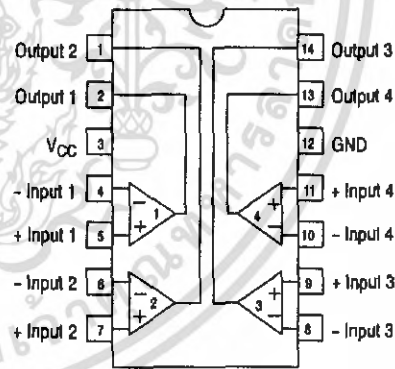 Output 2 1 14 Output 3
Output 1 2 13 Output 4
VCC 3 12 GND
- Input 1 4 - 11 + Input 4
+ Input 1 5 + 1 4 + - 10 - Input 4
- Input 2 6 - 9 + Input 3
+ Input 2 7 + 2 3 + - 8 - Input 3